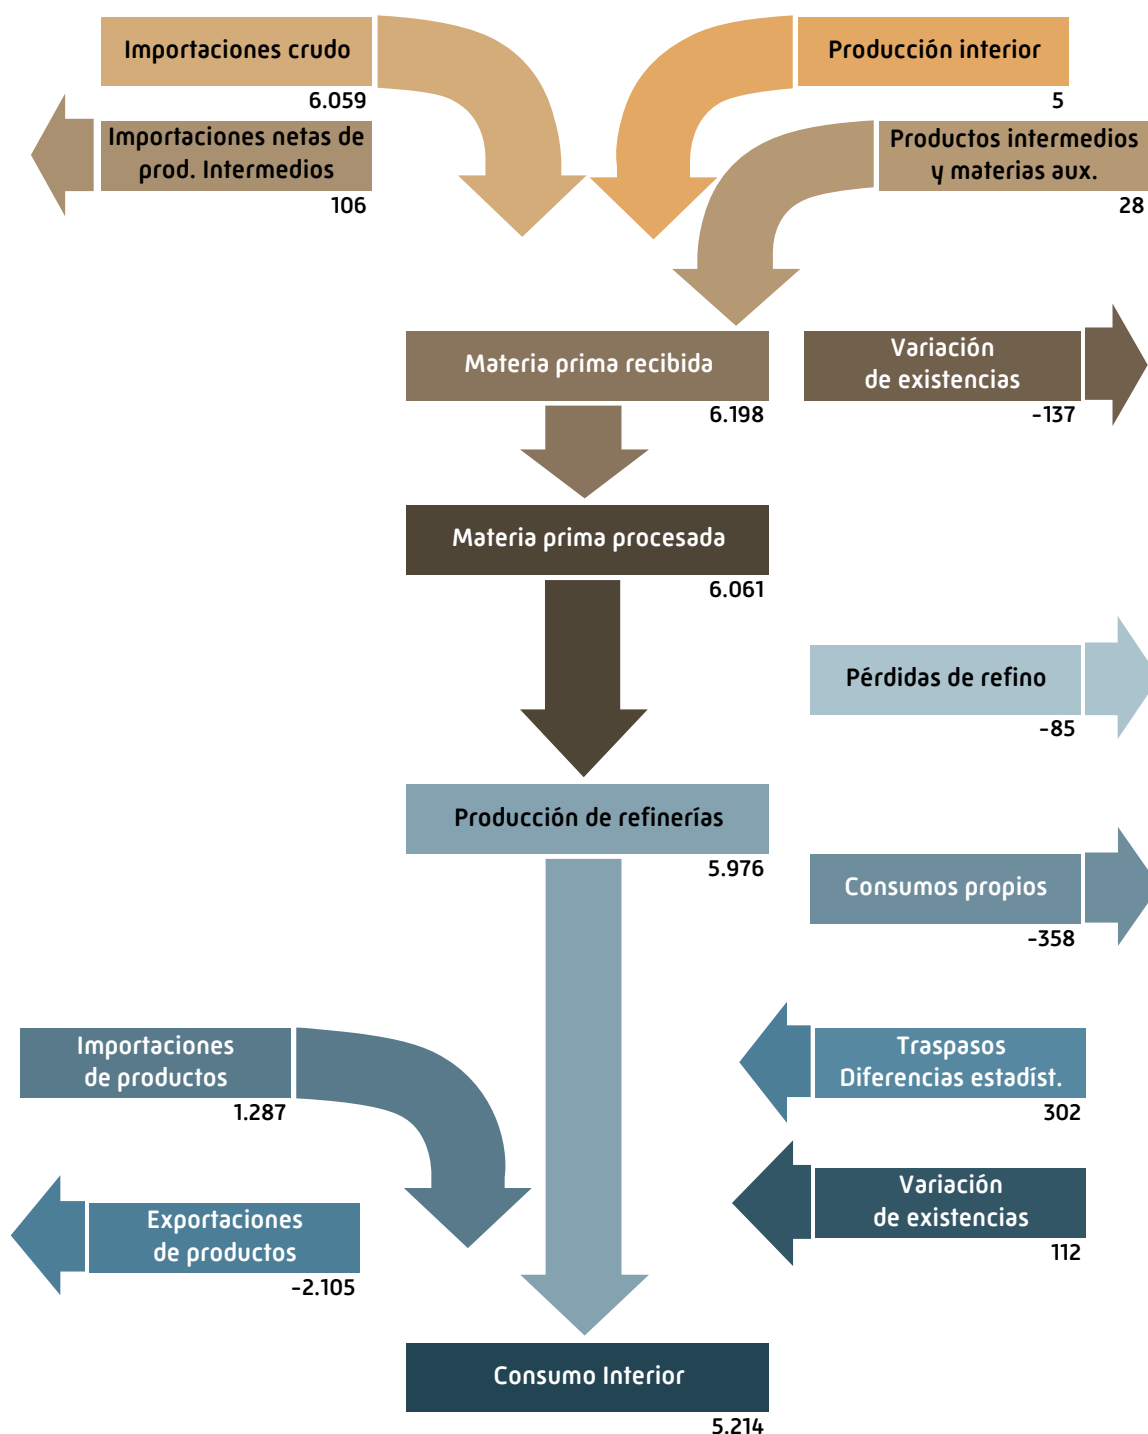 Importaciones crudo
6.059
Producción interior
5
Importaciones netas de
prod. Intermedios
106
Productos intermedios
y materias aux.
28
Materia prima recibida
6.198
Variación
de existencias
-137
Materia prima procesada
6.061
Pérdidas de refino
-85
Producción de refinerías
5.976
Consumos propios
-358
Importaciones
de productos
1.287
Traspasos
Diferencias estadíst.
302
Exportaciones
de productos
-2.105
Variación
de existencias
112
Consumo Interior
5.214